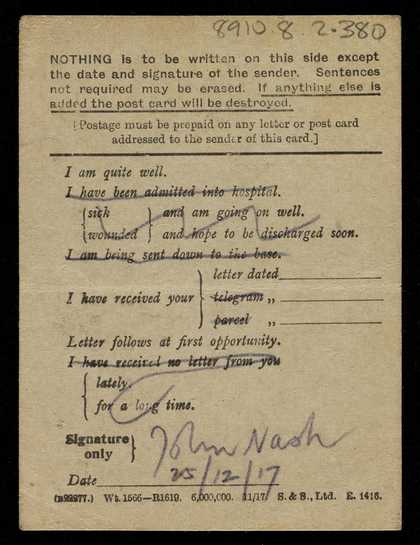 8910.8.2.380
NOTHING is to be written on this side except
the date and signature of the sender. Sentences
not required may be erased. If anything else is
added the post card will be destroyed.
[Postage must be prepaid on any letter or post card
addressed to the sender of this card.]
I am quite well.
I have been admitted into hospital.
{ sick } and am going on well.
{ wounded } and hope to be discharged soon.
I am being sent down to the base.
letter dated
I have received your { telegram „
parcel „
Letter follows at first opportunity.
I have received no letter from you
{ lately.
for a long time.
Signature
only } John Nash
Date 25/12/17
Wt. 1566—R1619. 6,000,000. 11/17. S. & S., Ltd. E. 1416.